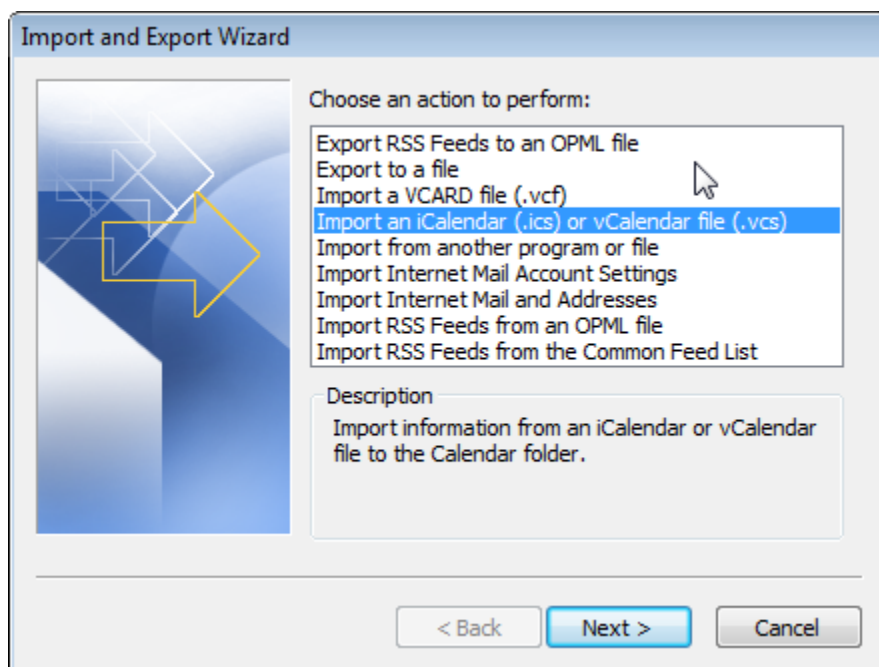 Import and Export Wizard
Choose an action to perform:
Export RSS Feeds to an OPML file
Export to a file
Import a VCARD file (.vcf)
Import an iCalendar (.ics) or vCalendar file (.vcs)
Import from another program or file
Import Internet Mail Account Settings
Import Internet Mail and Addresses
Import RSS Feeds from an OPML file
Import RSS Feeds from the Common Feed List
Description
Import information from an iCalendar or vCalendar
file to the Calendar folder.
< Back Next > Cancel